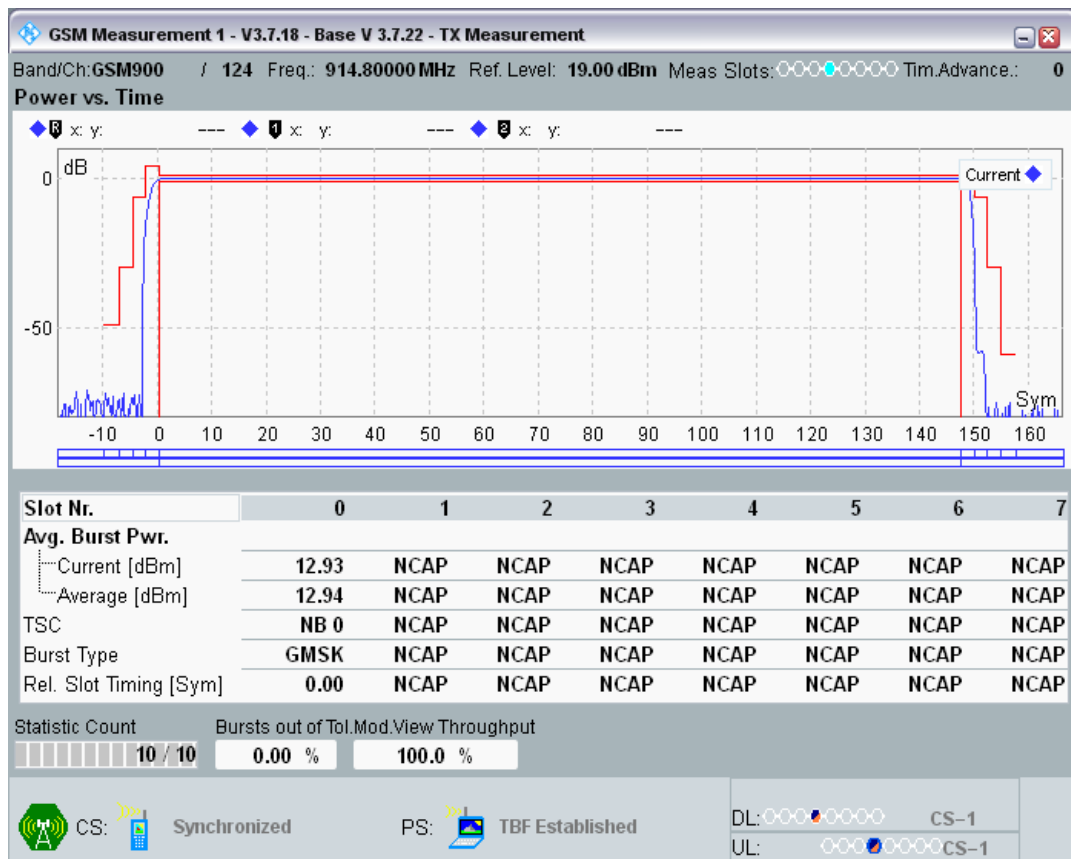 GSM Measurement 1 - V3.7.18 - Base V 3.7.22 - TX Measurement
Band/Ch:GSM900 / 124 Freq.: 914.80000 MHz Ref. Level: 19.00 dBm Meas Slots: Tim.Advance.: 0
Power vs. Time
R x: y: --- 1 x: y: --- 2 x: y: ---
dB
0
Current
-50
Sym
-10 0 10 20 30 40 50 60 70 80 90 100 110 120 130 140 150 160
Slot Nr. 0 1 2 3 4 5 6 7
Avg. Burst Pwr.
Current [dBm] 12.93 NCAP NCAP NCAP NCAP NCAP NCAP NCAP
Average [dBm] 12.94 NCAP NCAP NCAP NCAP NCAP NCAP NCAP
TSC NB 0 NCAP NCAP NCAP NCAP NCAP NCAP NCAP
Burst Type GMSK NCAP NCAP NCAP NCAP NCAP NCAP NCAP
Rel. Slot Timing [Sym] 0.00 NCAP NCAP NCAP NCAP NCAP NCAP NCAP
Statistic Count Bursts out of Tol.Mod.View Throughput
10 / 10 0.00 % 100.0 %
CS: Synchronized PS: TBF Established DL: CS-1
UL: CS-1